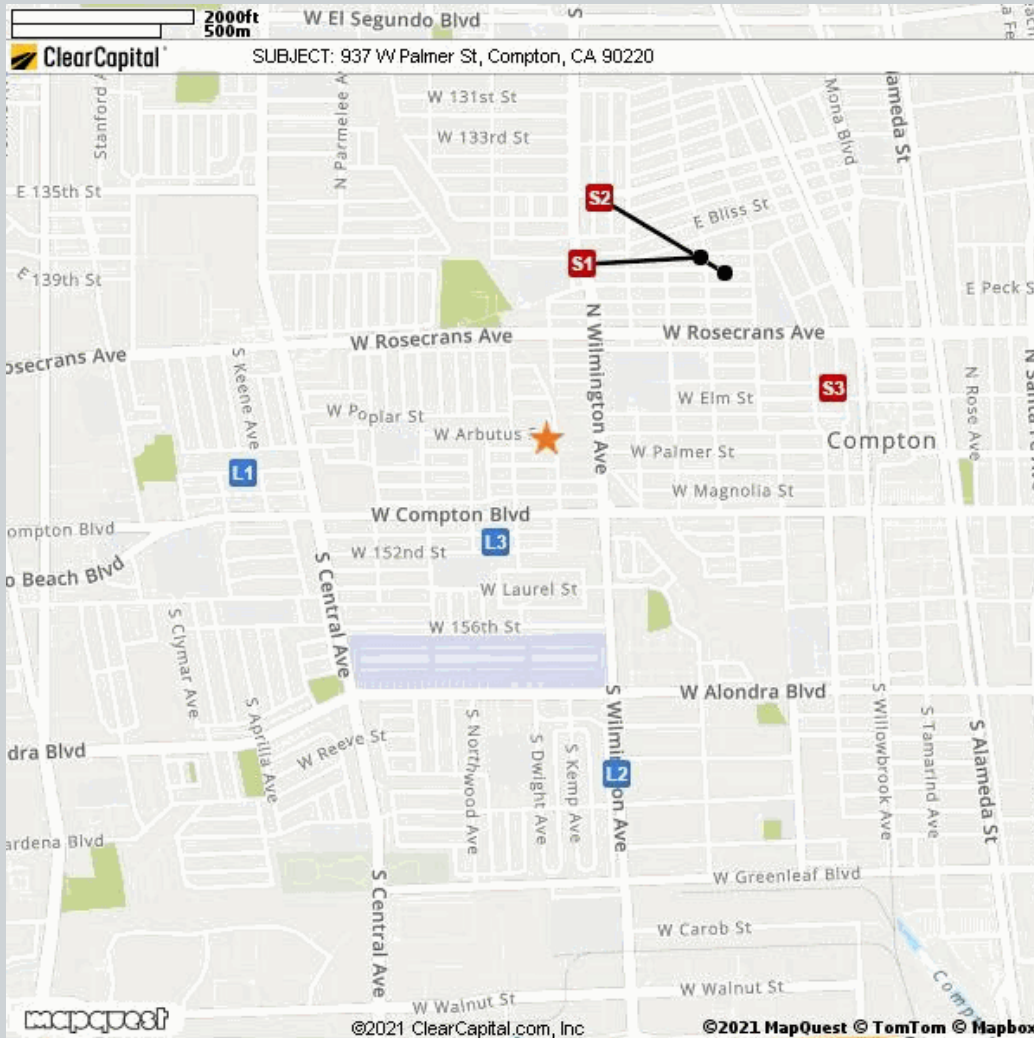 2000ft
500m
W El Segundo Blvd
S
ClearCapital
SUBJECT: 937 W Palmer St, Compton, CA 90220
Stanford A
N Parmelee A
W 131st St
W 133rd St
Mona Blvd
lameda St
E 135th St
S2
E Bliss St
S1
E 139th St
E Peck S
W Rosecrans Ave
W Rosecrans Ave
osecrans Ave
N Wilmington Ave
S Keene Ave
S3
W Elm St
N Rose Ave
W Poplar St
W Arbutus
W Palmer St
Compton
L1
W Magnolia St
W Compton Blvd
ompton Blvd
L3
W 152nd St
o Beach Blvd
S Central Ave
W Laurel St
S Clymar Ave
W 156th St
W Alondra Blvd
S Aprilla Ave
S Wilmington Ave
S Willowbrook Ave
S Tamarind Ave
S Alameda St
dra Blvd
W Reeve St
S Northwood Ave
S Dwight Ave
S Kemp Ave
L2
ardena Blvd
S Central Ave
W Greenleaf Blvd
W Carob St
W Walnut St
W Walnut St
Compt
mapquest
©2021 ClearCapital.com, Inc
©2021 MapQuest © TomTom © Mapbox